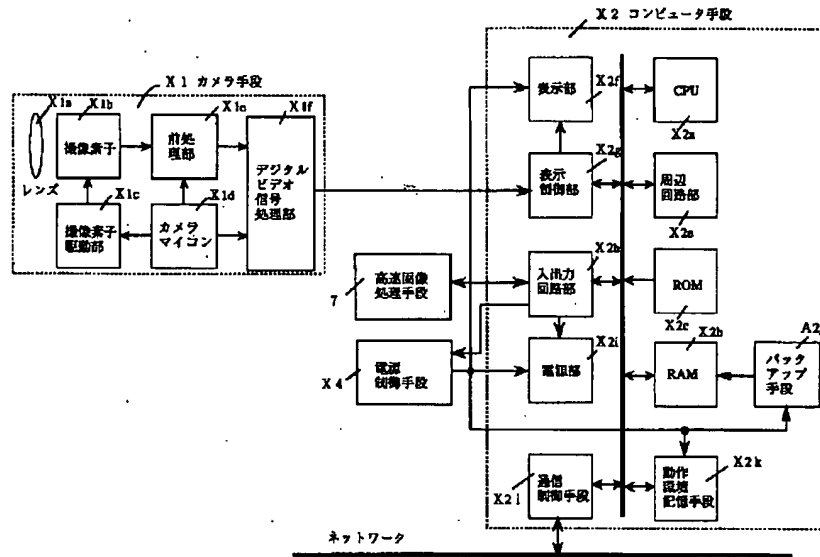 X2 コンピュータ手段
X1 カメラ手段
X1a
X1b
X1e
X1f
レンズ
撮像素子
前処
理部
デジタル
ビデオ
信号
処理部
X1c
X1d
撮像素子
駆動部
カメラ
マイコン
表示部
X2f
CPU
X2a
表示
制御部
X2g
周辺
回路部
X2s
7
高速画像
処理手段
入出力
回路部
X2h
ROM
X2c
X4
電源
制御手段
電源部
X2i
X2b
RAM
A2
バック
アップ
手段
X2l
通信
制御手段
動作
環境
記憶手段
X2k
ネットワータ